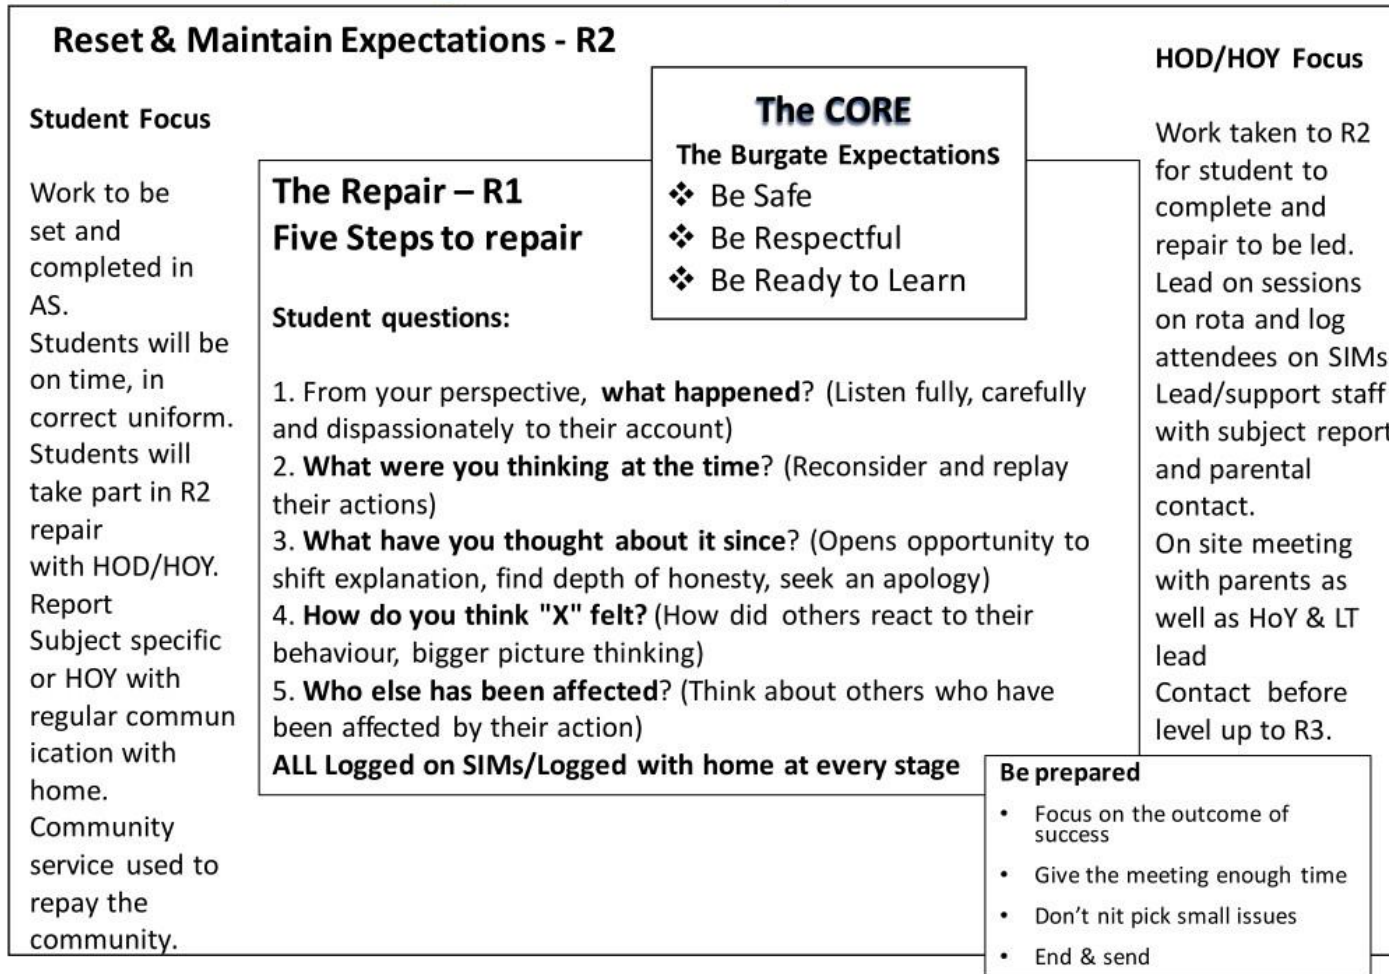 Reset & Maintain Expectations - R2
Student Focus
Work to be
set and
completed in
AS.
Students will be
on time, in
correct uniform.
Students will
take part in R2
repair
with HOD/HOY.
Report
Subject specific
or HOY with
regular commun
ication with
home.
Community
service used to
repay the
community.
The Repair – R1
Five Steps to repair
Student questions:
1. From your perspective, what happened? (Listen fully, carefully
and dispassionately to their account)
2. What were you thinking at the time? (Reconsider and replay
their actions)
3. What have you thought about it since? (Opens opportunity to
shift explanation, find depth of honesty, seek an apology)
4. How do you think "X" felt? (How did others react to their
behaviour, bigger picture thinking)
5. Who else has been affected? (Think about others who have
been affected by their action)
ALL Logged on SIMs/Logged with home at every stage
The CORE
The Burgate Expectations
❖ Be Safe
❖ Be Respectful
❖ Be Ready to Learn
HOD/HOY Focus
Work taken to R2
for student to
complete and
repair to be led.
Lead on sessions
on rota and log
attendees on SIMs
Lead/support staff
with subject report
and parental
contact.
On site meeting
with parents as
well as HoY & LT
lead
Contact before
level up to R3.
Be prepared
• Focus on the outcome of
success
• Give the meeting enough time
• Don't nit pick small issues
• End & send